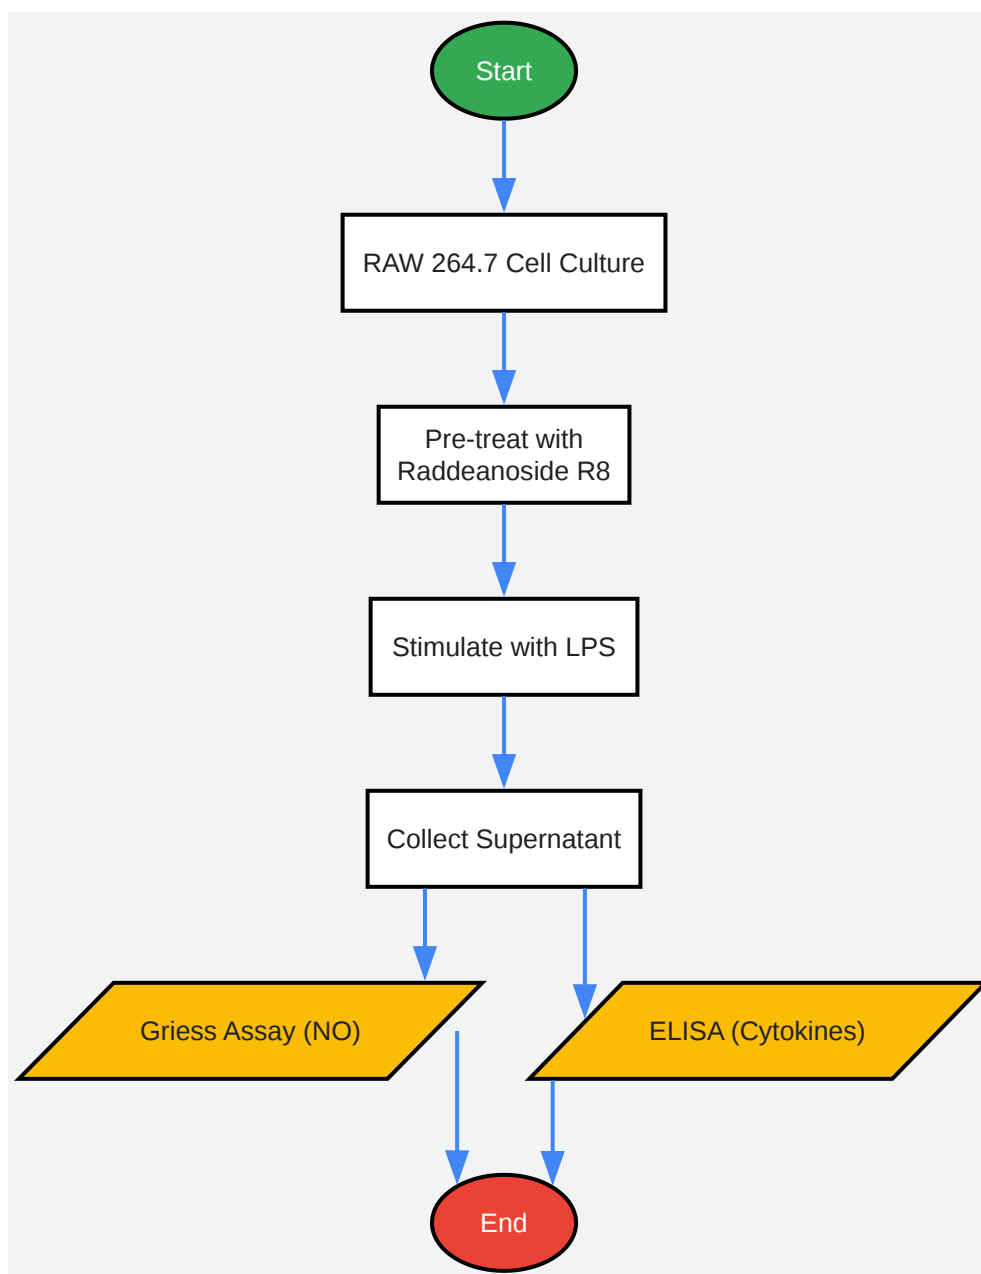 Start
RAW 264.7 Cell Culture
Pre-treat with
Raddeanoside R8
Stimulate with LPS
Collect Supernatant
Griess Assay (NO)
ELISA (Cytokines)
End